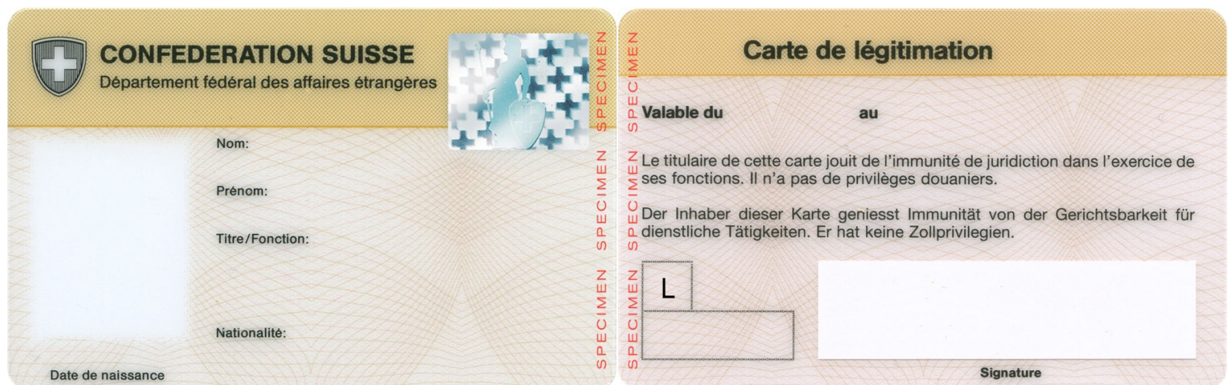 CONFEDERATION SUISSE
Département fédéral des affaires étrangères
Nom:
Prénom:
Titre/Fonction:
Nationalité:
Date de naissance
SPECIMEN SPECIMEN SPECIMEN
SPECIMEN SPECIMEN SPECIMEN
Carte de légitimation
Valable du au
Le titulaire de cette carte jouit de l'immunité de juridiction dans l'exercice de
ses fonctions. Il n'a pas de privilèges douaniers.
Der Inhaber dieser Karte geniesst Immunität von der Gerichtsbarkeit für
dienstliche Tätigkeiten. Er hat keine Zollprivilegien.
L
Signature